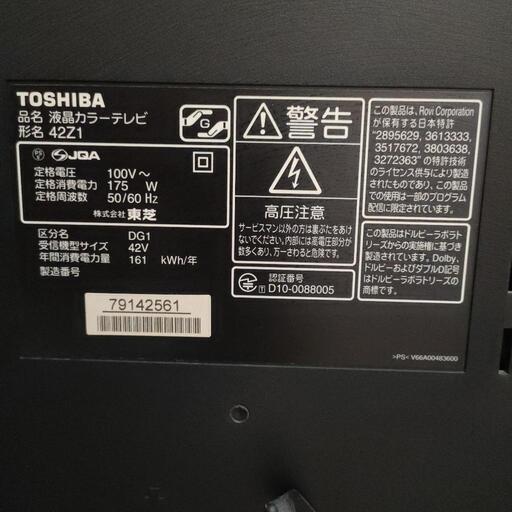 TOSHIBA
品名 液晶カラーテレビ
形名 42Z1
G
PS E JQA
定格電圧 100V～
定格消費電力 175 W
定格周波数 50/60 Hz
株式会社 東芝
区分名 DG1
受信機型サイズ 42V
年間消費電力量 161 kWh/年
製造番号
79142561
警告
高圧注意
サービスマン以外の方は裏ぶたをあけ
ないでください。内部には高電圧部分が
数多くあり、万一さわると危険です。
認証番号
D10-0088005
この製品は、Rovi Corporation
が保有する日本特許
"2895629, 3613333,
3517672, 3803638,
3272363" の特許技術
のライセンス供与により製造
されています。この製品で
の使用は一部のプログラム
配信に限られています。
この製品はドルビーラボラト
リーズからの実施権に基づき
製造されています。Dolby、
ドルビー及びダブルD記号
はドルビーラボラトリーズの
商標です。
>PS< V66A00483600